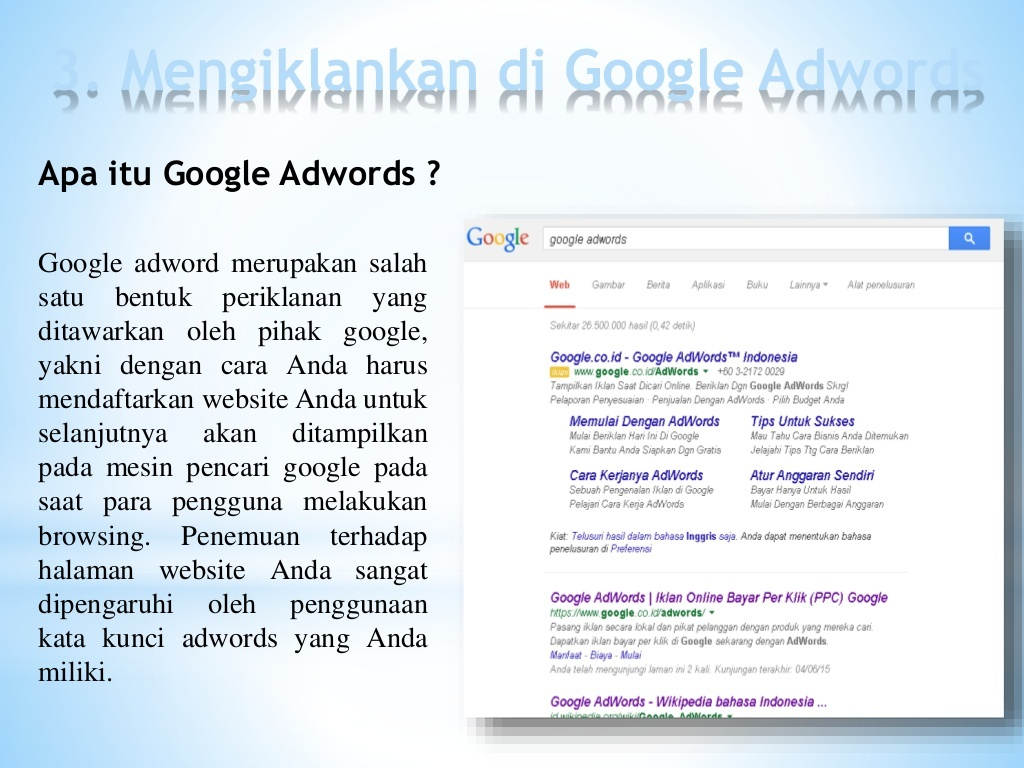 3. Mengiklankan di Google Adwords
Apa itu Google Adwords ?
Google adword merupakan salah
satu bentuk periklanan yang
ditawarkan oleh pihak google,
yakni dengan cara Anda harus
mendaftarkan website Anda untuk
selanjutnya akan ditampilkan
pada mesin pencari google pada
saat para pengguna melakukan
browsing. Penemuan terhadap
halaman website Anda sangat
dipengaruhi oleh penggunaan
kata kunci adwords yang Anda
miliki.
Google google adwords
Web Gambar Berita Aplikasi Buku Lainnya Alat penelusuran
Sekitar 26.500.000 hasil (0,42 detik)
Google.co.id - Google AdWords™ Indonesia
Iklan www.google.co.id/AdWords +60 3-2172 0029
Tampilkan Iklan Saat Dicari Online. Beriklan Dgn Google AdWords Skrg!
Pelaporan Penyesuaian · Penjualan Dengan AdWords · Pilih Budget Anda
Memulai Dengan AdWords Tips Untuk Sukses
Mulai Beriklan Hari Ini Di Google Mau Tahu Cara Bisnis Anda Ditemukan
Kami Bantu Anda Siapkan Dgn Gratis Jelajahi Tips Ttg Cara Beriklan
Cara Kerjanya AdWords Atur Anggaran Sendiri
Sebuah Pengenalan Iklan di Google Bayar Hanya Untuk Hasil
Pelajari Cara Kerja AdWords Mulai Dengan Berbagai Anggaran
Kiat: Telusuri hasil dalam bahasa Inggris saja. Anda dapat menentukan bahasa
penelusuran di Preferensi
Google AdWords | Iklan Online Bayar Per Klik (PPC) Google
https://www.google.co.id/adwords/
Pasang iklan secara lokal dan pikat pelanggan dengan produk yang mereka cari.
Dapatkan iklan bayar per klik di Google sekarang dengan AdWords.
Manfaat - Biaya - Mulai
Anda telah mengunjungi laman ini 2 kali. Kunjungan terakhir: 04/06/15
Google AdWords - Wikipedia bahasa Indonesia ...
id.wikipedia.org/wiki/Google_AdWords